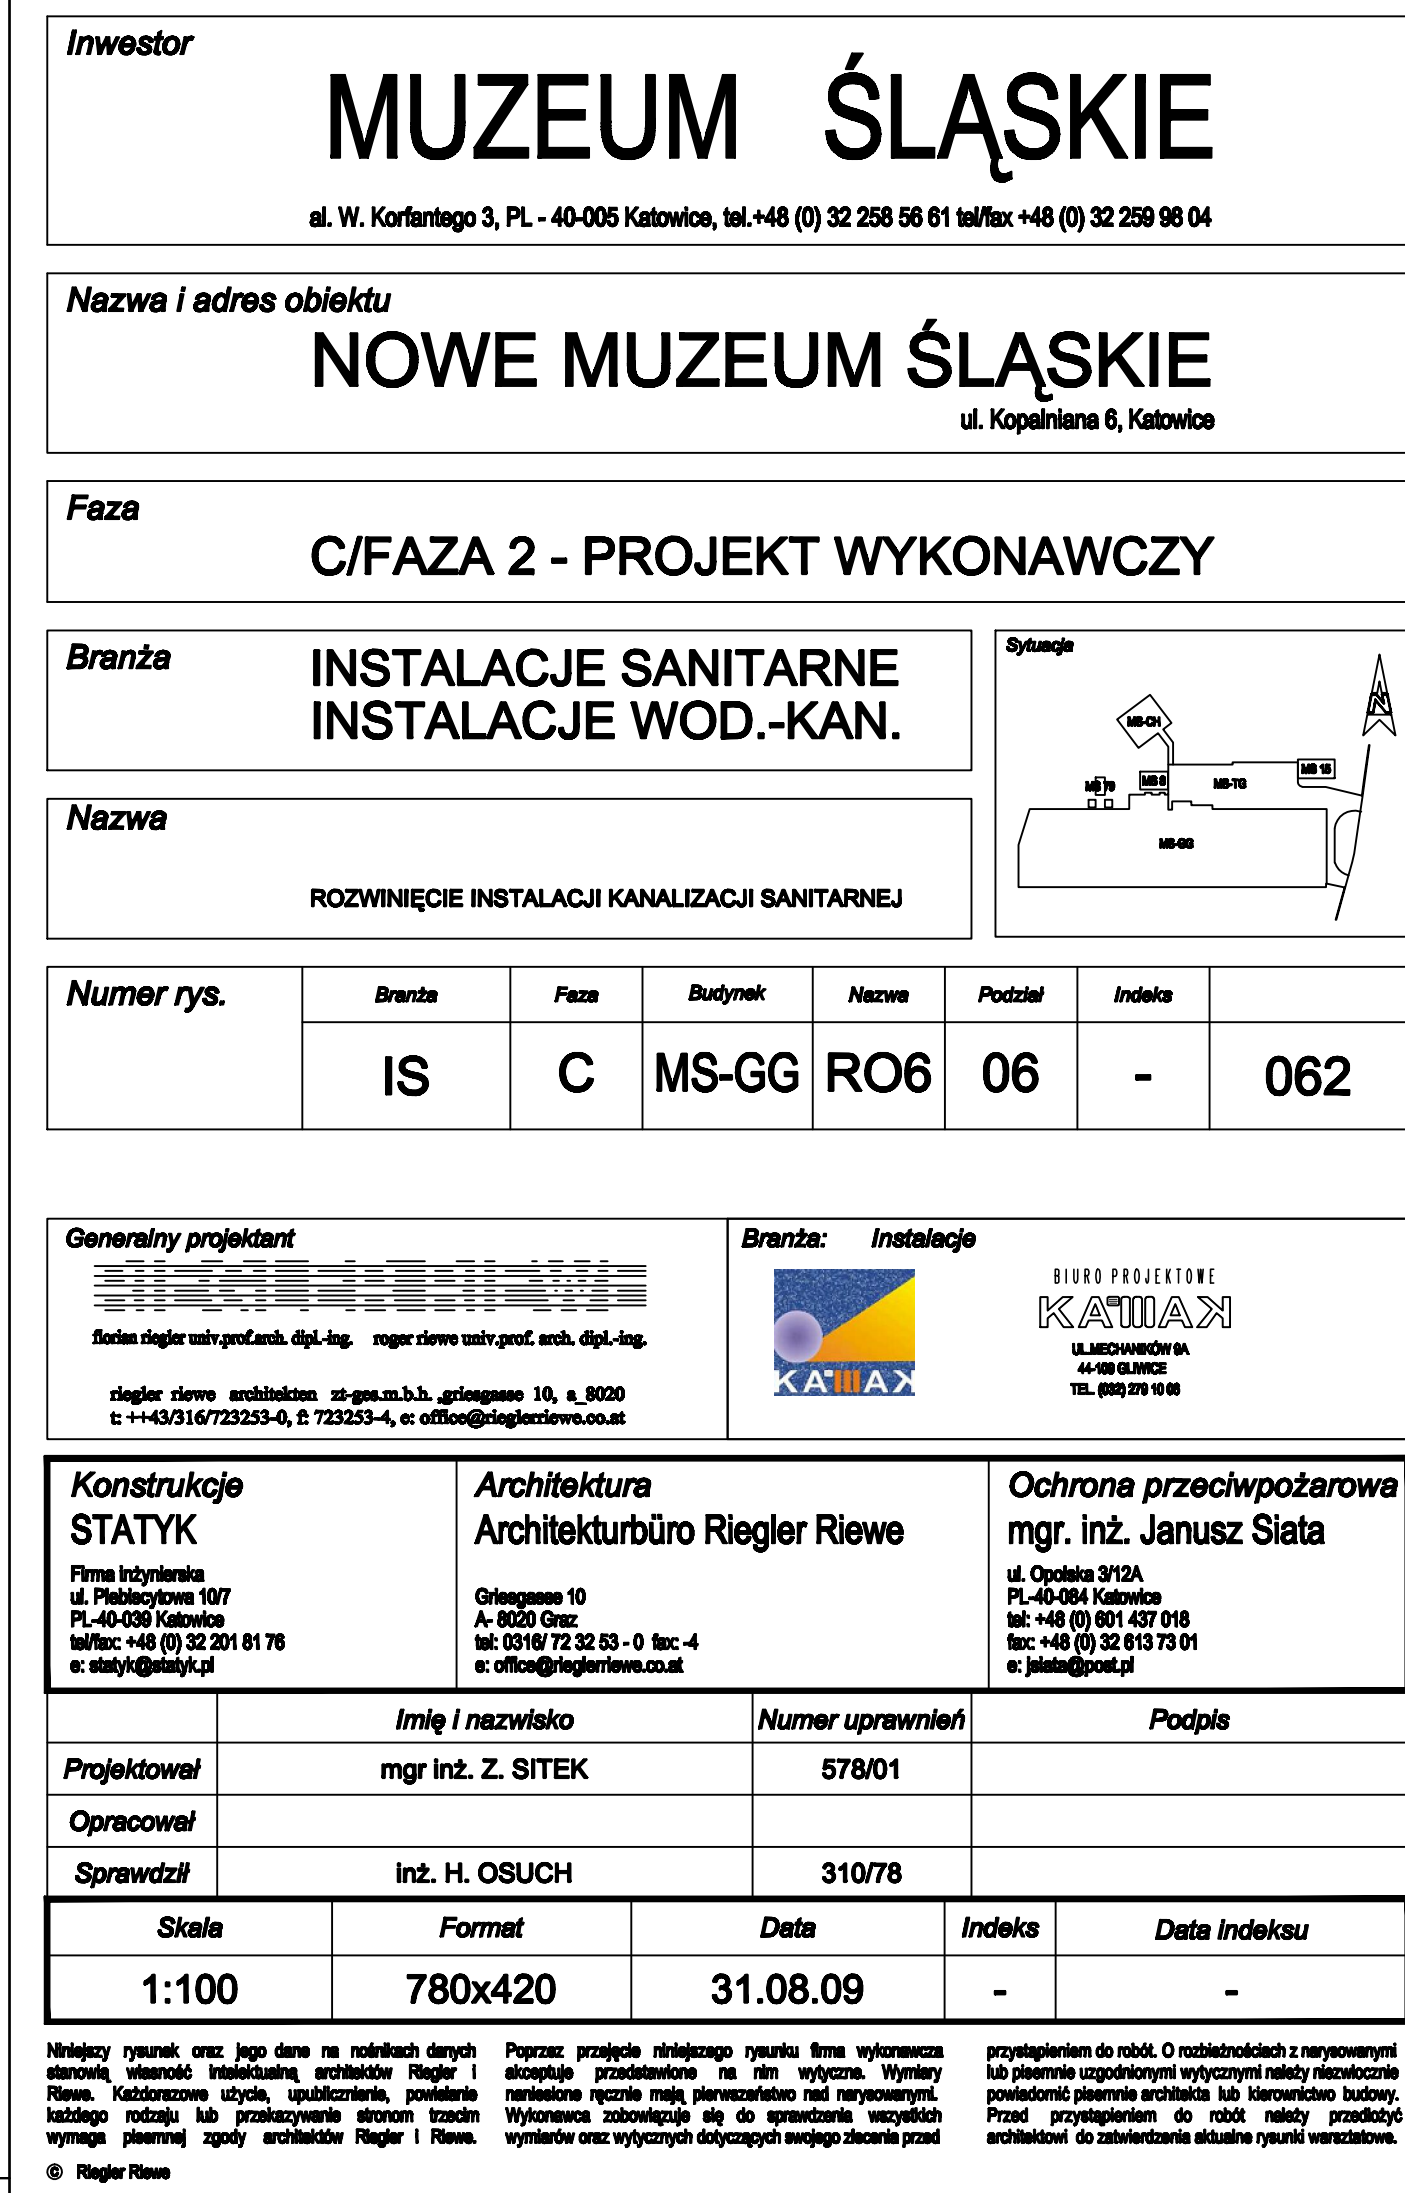 Inwestor
MUZEUM ŚLĄSKIE
al. W. Korfantego 3, PL - 40-005 Katowice, tel.+48 (0) 32 258 56 61 tel/fax +48 (0) 32 259 98 04
Nazwa i adres obiektu
NOWE MUZEUM ŚLĄSKIE
ul. Kopalniana 6, Katowice
Faza
C/FAZA 2 - PROJEKT WYKONAWCZY
Branża
INSTALACJE SANITARNE
INSTALACJE WOD.-KAN.
Sytuacja
N
MS-CH
MS 15
MS 79
MS 8
MS-TG
MS-GG
Nazwa
ROZWINIĘCIE INSTALACJI KANALIZACJI SANITARNEJ
Numer rys.
Branża Faza Budynek Nazwa Podział Indeks
IS C MS-GG RO6 06 - 062
Generalny projektant
florian riegler univ.prof.arch. dipl.-ing. roger riewe univ.prof. arch. dipl.-ing.
riegler riewe architekten zt-ges.m.b.h. ,griesgasse 10, a_8020
t: ++43/316/723253-0, f: 723253-4, e: office@rieglerriewe.co.at
Branża: Instalacje
KAMAK
BIURO PROJEKTOWE
KAMAK
UL.MECHANIKÓW 9A
44-109 GLIWICE
TEL. (032) 279 10 08
Konstrukcje
STATYK
Firma inżynierska
ul. Plebiscytowa 10/7
PL-40-039 Katowice
tel/fax: +48 (0) 32 201 81 76
e: statyk@statyk.pl
Architektura
Architekturbüro Riegler Riewe
Griesgasse 10
A- 8020 Graz
tel: 0316/ 72 32 53 - 0 fax: -4
e: office@rieglerriewe.co.at
Ochrona przeciwpożarowa
mgr. inż. Janusz Siata
ul. Opolska 3/12A
PL-40-084 Katowice
tel: +48 (0) 601 437 018
fax: +48 (0) 32 613 73 01
e: jsiata@post.pl
Imię i nazwisko Numer uprawnień Podpis
Projektował mgr inż. Z. SITEK 578/01
Opracował
Sprawdził inż. H. OSUCH 310/78
Skala Format Data Indeks Data indeksu
1:100 780x420 31.08.09 - -
Niniejszy rysunek oraz jego dane na nośnikach danych
stanowią własność intelektualną architektów Riegler i
Riewe. Każdorazowe użycie, upublicznienie, powielanie
każdego rodzaju lub przekazywanie stronom trzecim
wymaga pisemnej zgody architektów Riegler i Riewe.
© Riegler Riewe
Poprzez przejęcie niniejszego rysunku firma wykonawcza
akceptuje przedstawione na nim wytyczne. Wymiary
naniesione ręcznie mają pierwszeństwo nad narysowanymi.
Wykonawca zobowiązuje się do sprawdzenia wszystkich
wymiarów oraz wytycznych dotyczących swojego zlecenia przed
przystąpieniem do robót. O rozbieżnościach z narysowanymi
lub pisemnie uzgodnionymi wytycznymi należy niezwłocznie
powiadomić pisemnie architekta lub kierownictwo budowy.
Przed przystąpieniem do robót należy przedłożyć
architektowi do zatwierdzenia aktualne rysunki warsztatowe.